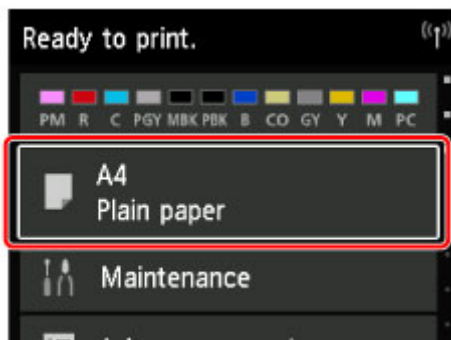 Ready to print.
PM R C PGY MBK PBK B CO GY Y M PC
A4
Plain paper
Maintenance